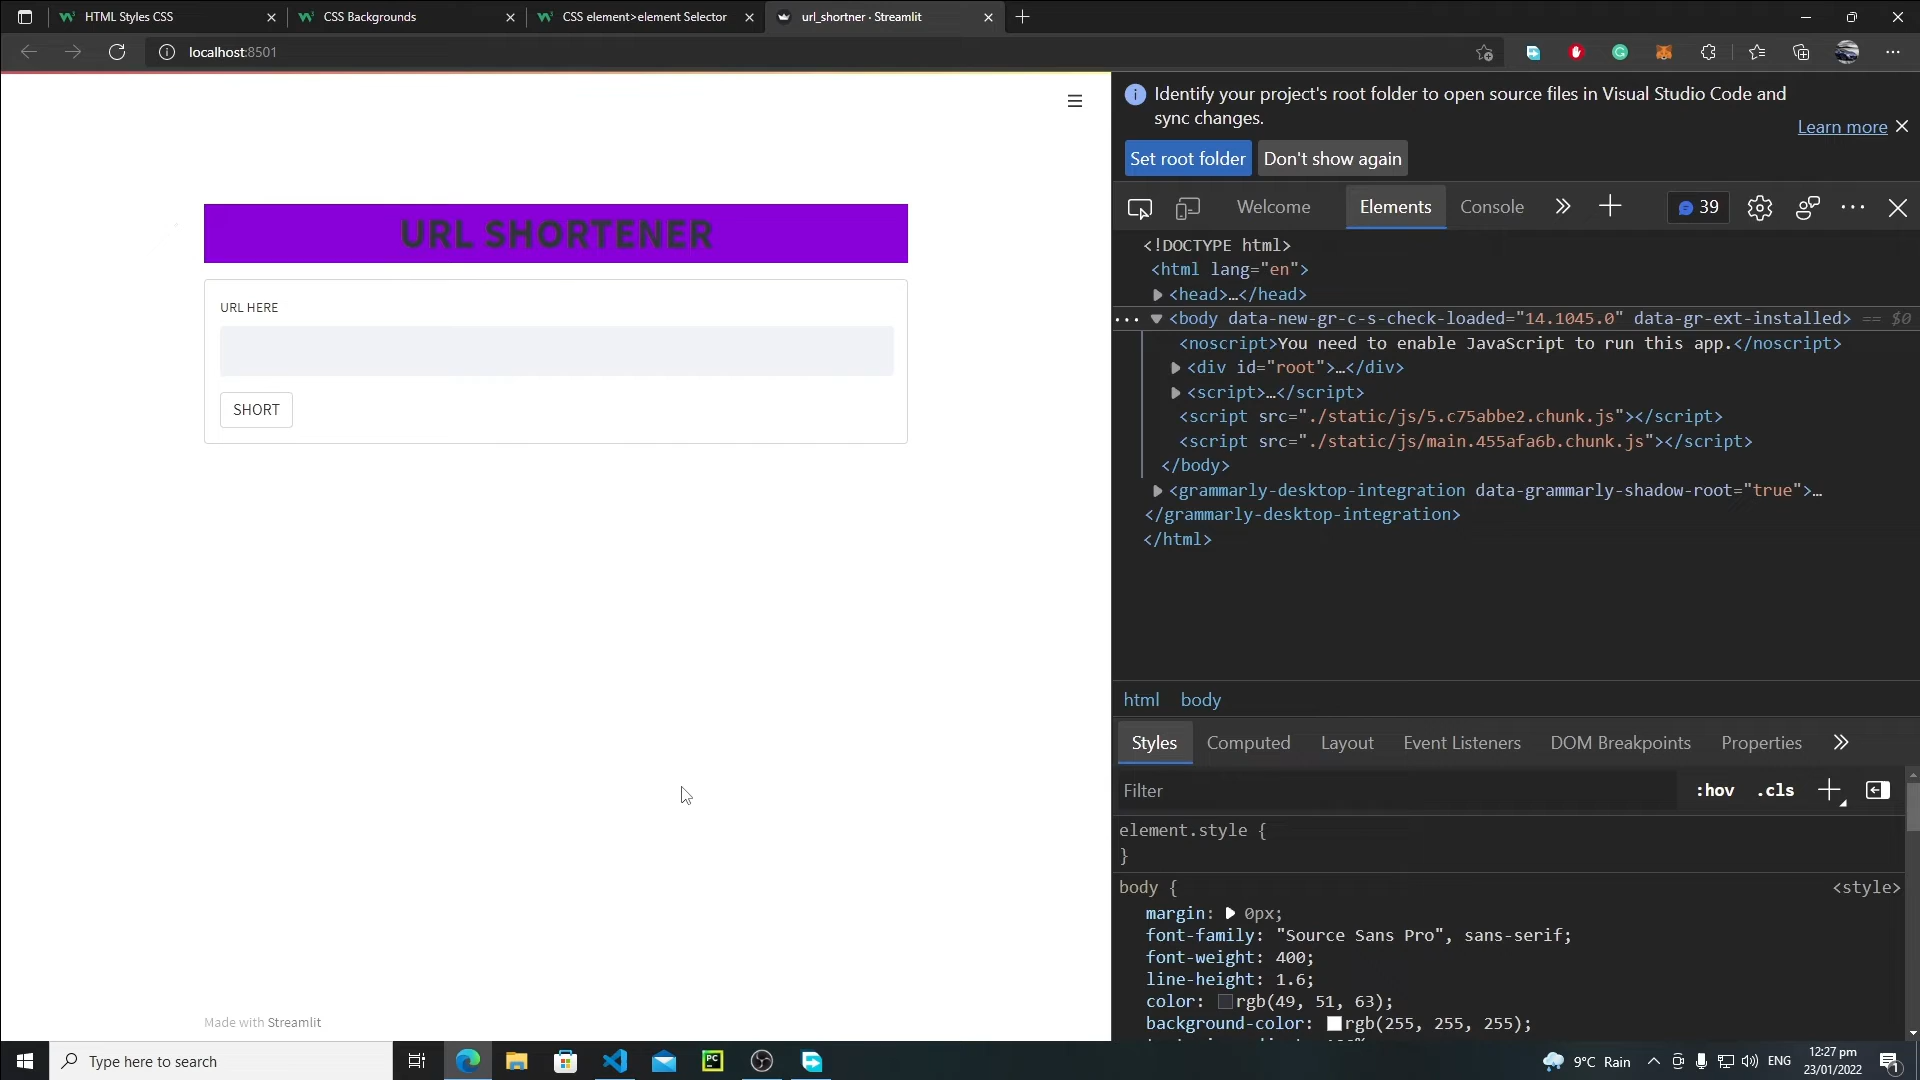 HTML Styles CSS
CSS Backgrounds
CSS element>element Selector
url_shortner · Streamlit
localhost:8501
URL SHORTENER
URL HERE
SHORT
Made with Streamlit
Identify your project's root folder to open source files in Visual Studio Code and
sync changes.
Learn more
Set root folder
Don't show again
Welcome
Elements
Console
39
<!DOCTYPE html>
<html lang="en">
<head>…</head>
<body data-new-gr-c-s-check-loaded="14.1045.0" data-gr-ext-installed> == $0
<noscript>You need to enable JavaScript to run this app.</noscript>
<div id="root">…</div>
<script>…</script>
<script src="./static/js/5.c75abbe2.chunk.js"></script>
<script src="./static/js/main.455afa6b.chunk.js"></script>
</body>
<grammarly-desktop-integration data-grammarly-shadow-root="true">…
</grammarly-desktop-integration>
</html>
html
body
Styles
Computed
Layout
Event Listeners
DOM Breakpoints
Properties
Filter
:hov
.cls
element.style {
}
body {
<style>
margin: 0px;
font-family: "Source Sans Pro", sans-serif;
font-weight: 400;
line-height: 1.6;
color: rgb(49, 51, 63);
background-color: rgb(255, 255, 255);
Type here to search
9°C Rain
ENG
12:27 pm
23/01/2022
1